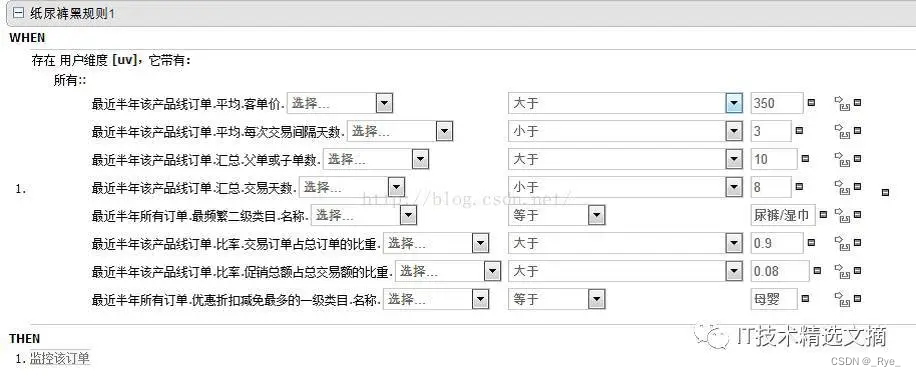 纸尿裤黑规则1
WHEN
存在 用户维度 [uv]，它带有：
所有::
最近半年该产品线订单.平均.客单价. 选择... 大于 350
最近半年该产品线订单.平均.每次交易间隔天数. 选择... 小于 3
最近半年该产品线订单.汇总.父单或子单数. 选择... 大于 10
1.
最近半年该产品线订单.汇总.交易天数. 选择... 小于 8
http://blog.csdn.net/
最近半年所有订单.最频繁二级类目.名称. 选择... 等于 尿裤/湿巾
最近半年该产品线订单.比率.交易订单占总订单的比重. 选择... 大于 0.9
最近半年该产品线订单.比率.促销总额占总交易额的比重. 选择... 大于 0.08
最近半年所有订单.优惠折扣减免最多的一级类目.名称. 选择... 等于 母婴
THEN
1. 监控该订单
IT技术精选文摘
CSDN @_Rye_